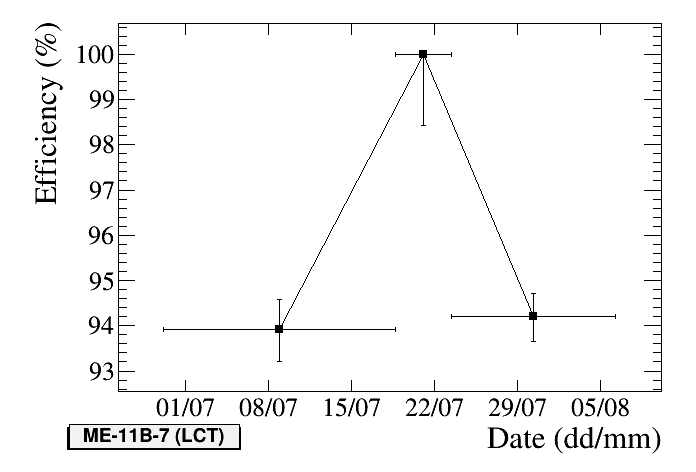 Efficiency (%)
100
99
98
97
96
95
94
93
01/07 08/07 15/07 22/07 29/07 05/08
Date (dd/mm)
ME-11B-7 (LCT)